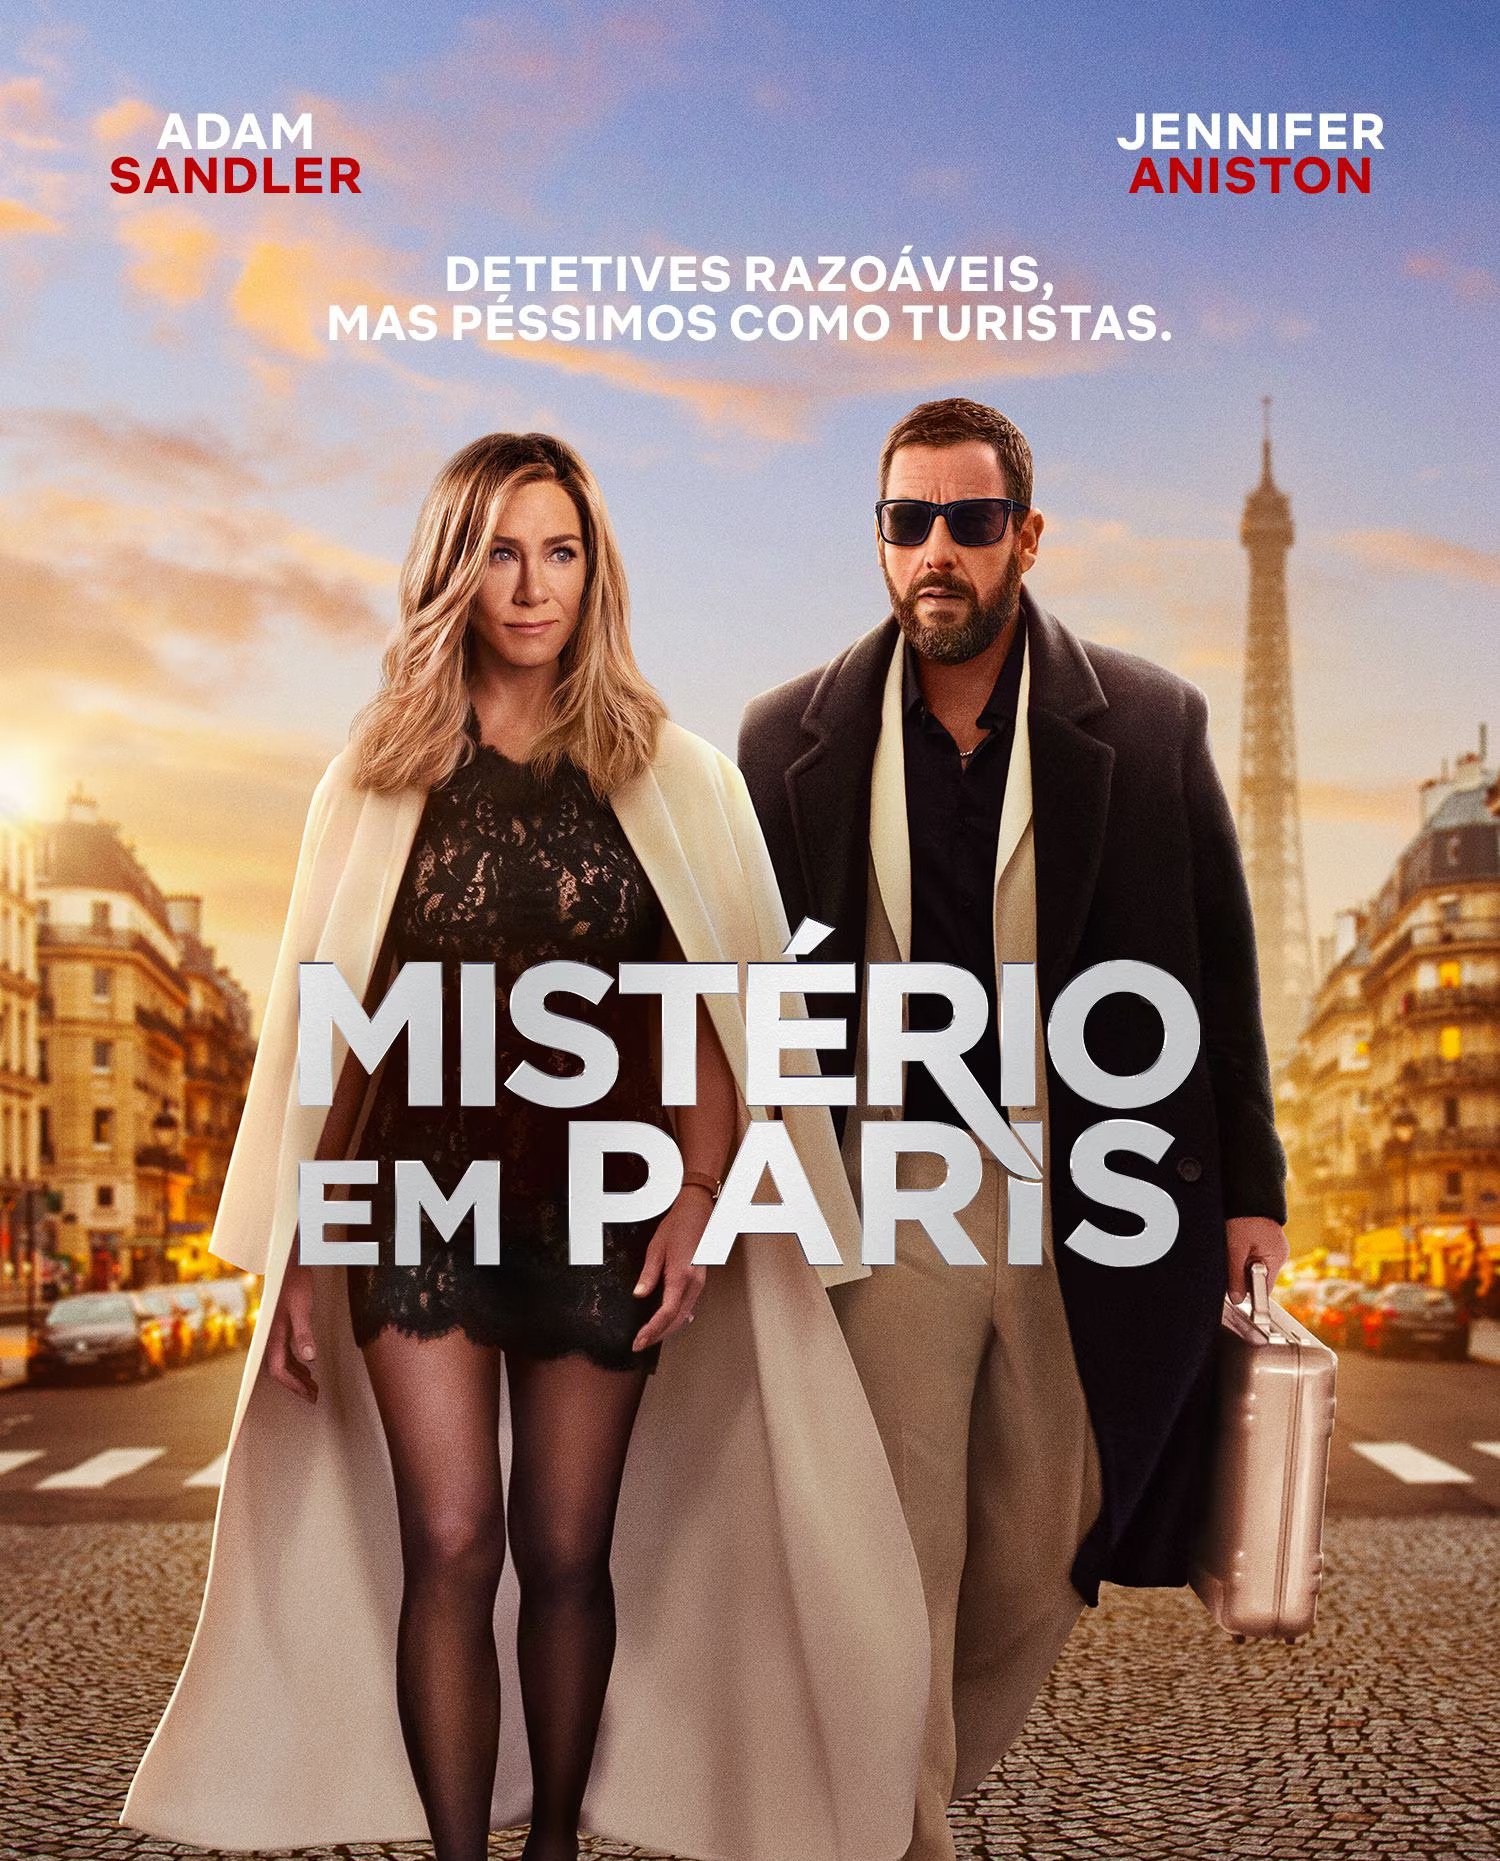 ADAM
SANDLER
JENNIFER
ANISTON
DETETIVES RAZOÁVEIS,
MAS PÉSSIMOS COMO TURISTAS.
MISTÉRIO
EM PARIS